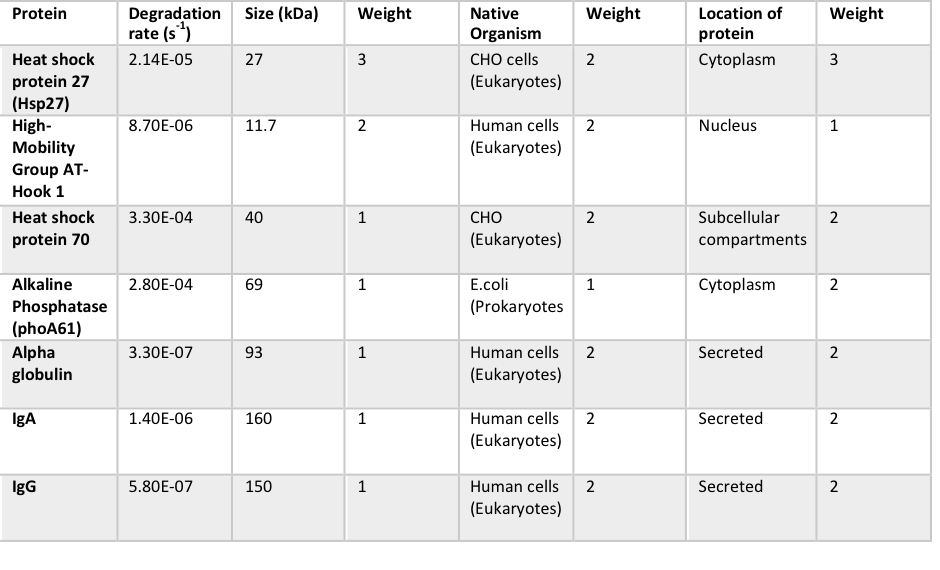 Protein Degradation rate (s-1) Size (kDa) Weight Native Organism Weight Location of protein Weight
Heat shock protein 27 (Hsp27) 2.14E-05 27 3 CHO cells (Eukaryotes) 2 Cytoplasm 3
High-Mobility Group AT-Hook 1 8.70E-06 11.7 2 Human cells (Eukaryotes) 2 Nucleus 1
Heat shock protein 70 3.30E-04 40 1 CHO (Eukaryotes) 2 Subcellular compartments 2
Alkaline Phosphatase (phoA61) 2.80E-04 69 1 E.coli (Prokaryotes 1 Cytoplasm 2
Alpha globulin 3.30E-07 93 1 Human cells (Eukaryotes) 2 Secreted 2
IgA 1.40E-06 160 1 Human cells (Eukaryotes) 2 Secreted 2
IgG 5.80E-07 150 1 Human cells (Eukaryotes) 2 Secreted 2